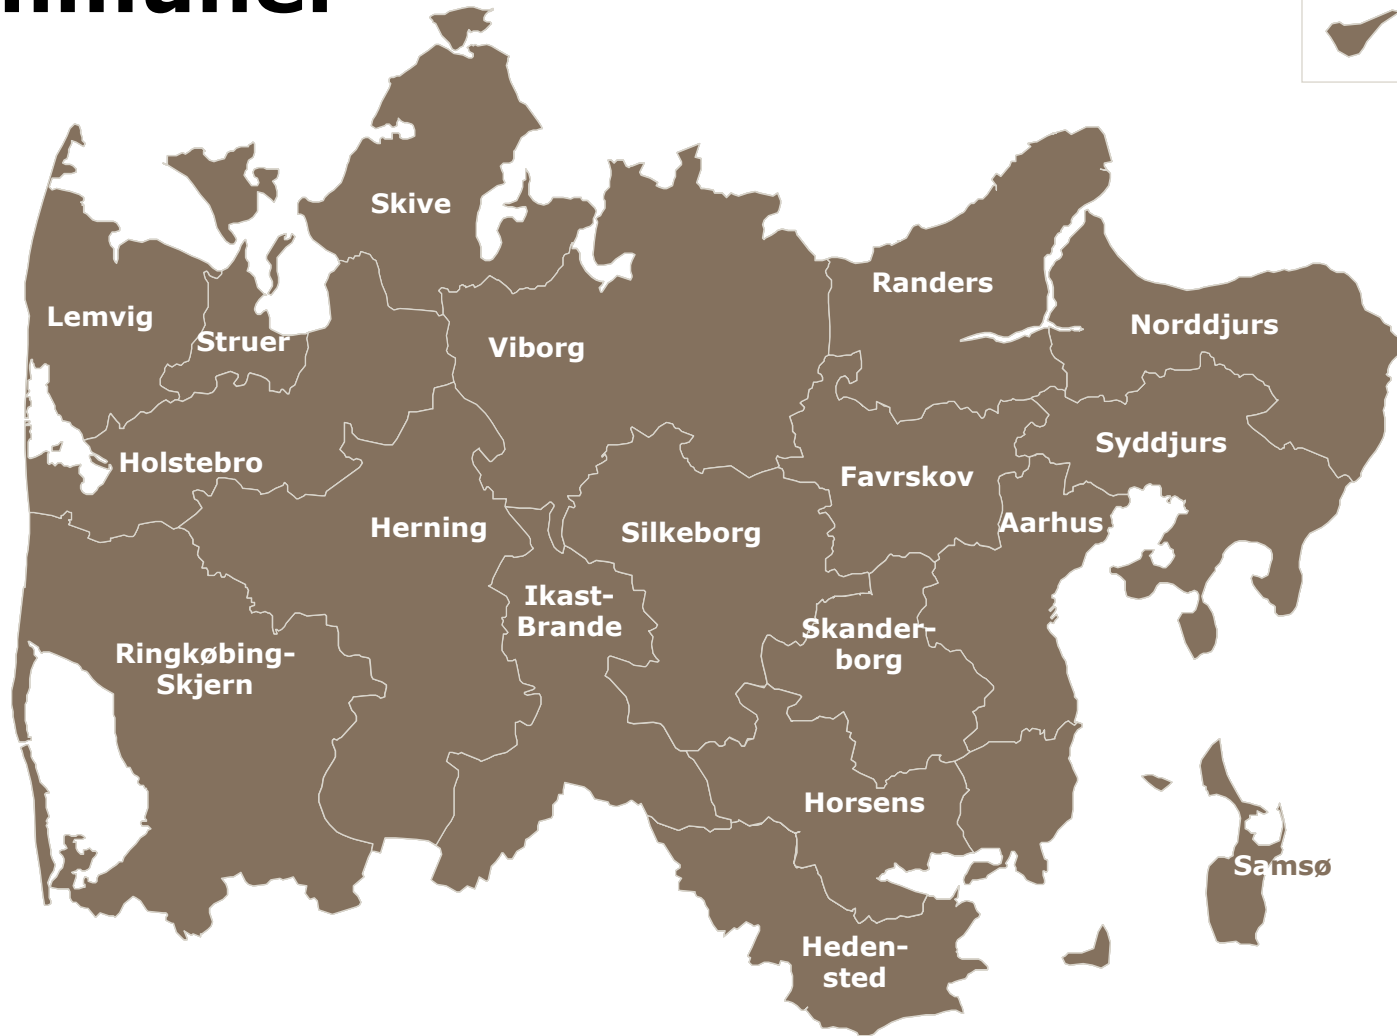 Skive
Randers
Lemvig
Norddjurs
Struer
Viborg
Syddjurs
Holstebro
Favrskov
Aarhus
Herning
Silkeborg
Ikast-
Brande
Skander-
borg
Ringkøbing-
Skjern
Horsens
Samsø
Heden-
sted